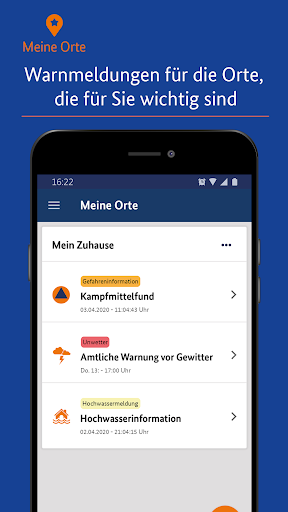 Meine Orte
Warnmeldungen für die Orte,
die für Sie wichtig sind
16:22
Meine Orte
Mein Zuhause
Gefahreninformation
Kampfmittelfund
03.04.2020 - 11:04:43 Uhr
Unwetter
Amtliche Warnung vor Gewitter
Do. 13: - 17:00 Uhr
Hochwassermeldung
Hochwasserinformation
02.04.2020 - 21:04:15 Uhr